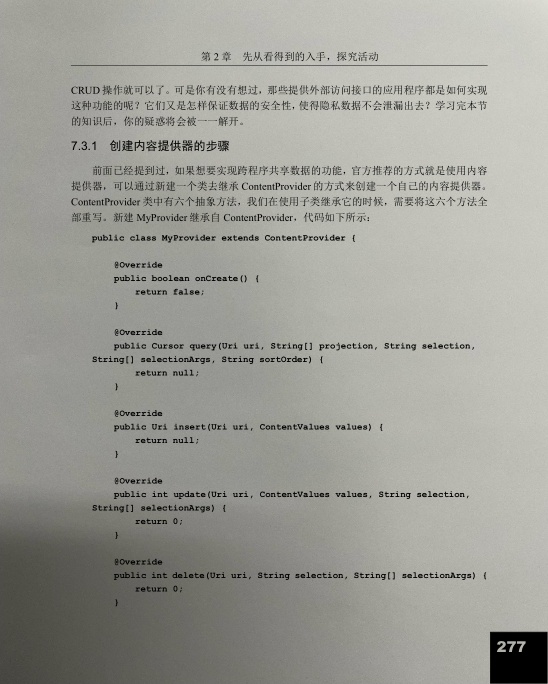 第 2 章 先从看得到的入手，探究活动
CRUD 操作就可以了。可是你有没有想过，那些提供外部访问接口的应用程序都是如何实现
这种功能的呢？它们又是怎样保证数据的安全性，使得隐私数据不会泄漏出去？学习完本节
的知识后，你的疑惑将会被一一解开。
7.3.1 创建内容提供器的步骤
前面已经提到过，如果想要实现跨程序共享数据的功能，官方推荐的方式就是使用内容
提供器，可以通过新建一个类去继承 ContentProvider 的方式来创建一个自己的内容提供器。
ContentProvider 类中有六个抽象方法，我们在使用子类继承它的时候，需要将这六个方法全
部重写。新建 MyProvider 继承自 ContentProvider，代码如下所示：
public class MyProvider extends ContentProvider {
@Override
public boolean onCreate() {
return false;
}
@Override
public Cursor query(Uri uri, String[] projection, String selection,
String[] selectionArgs, String sortOrder) {
return null;
}
@Override
public Uri insert(Uri uri, ContentValues values) {
return null;
}
@Override
public int update(Uri uri, ContentValues values, String selection,
String[] selectionArgs) {
return 0;
}
@Override
public int delete(Uri uri, String selection, String[] selectionArgs) {
return 0;
}
277